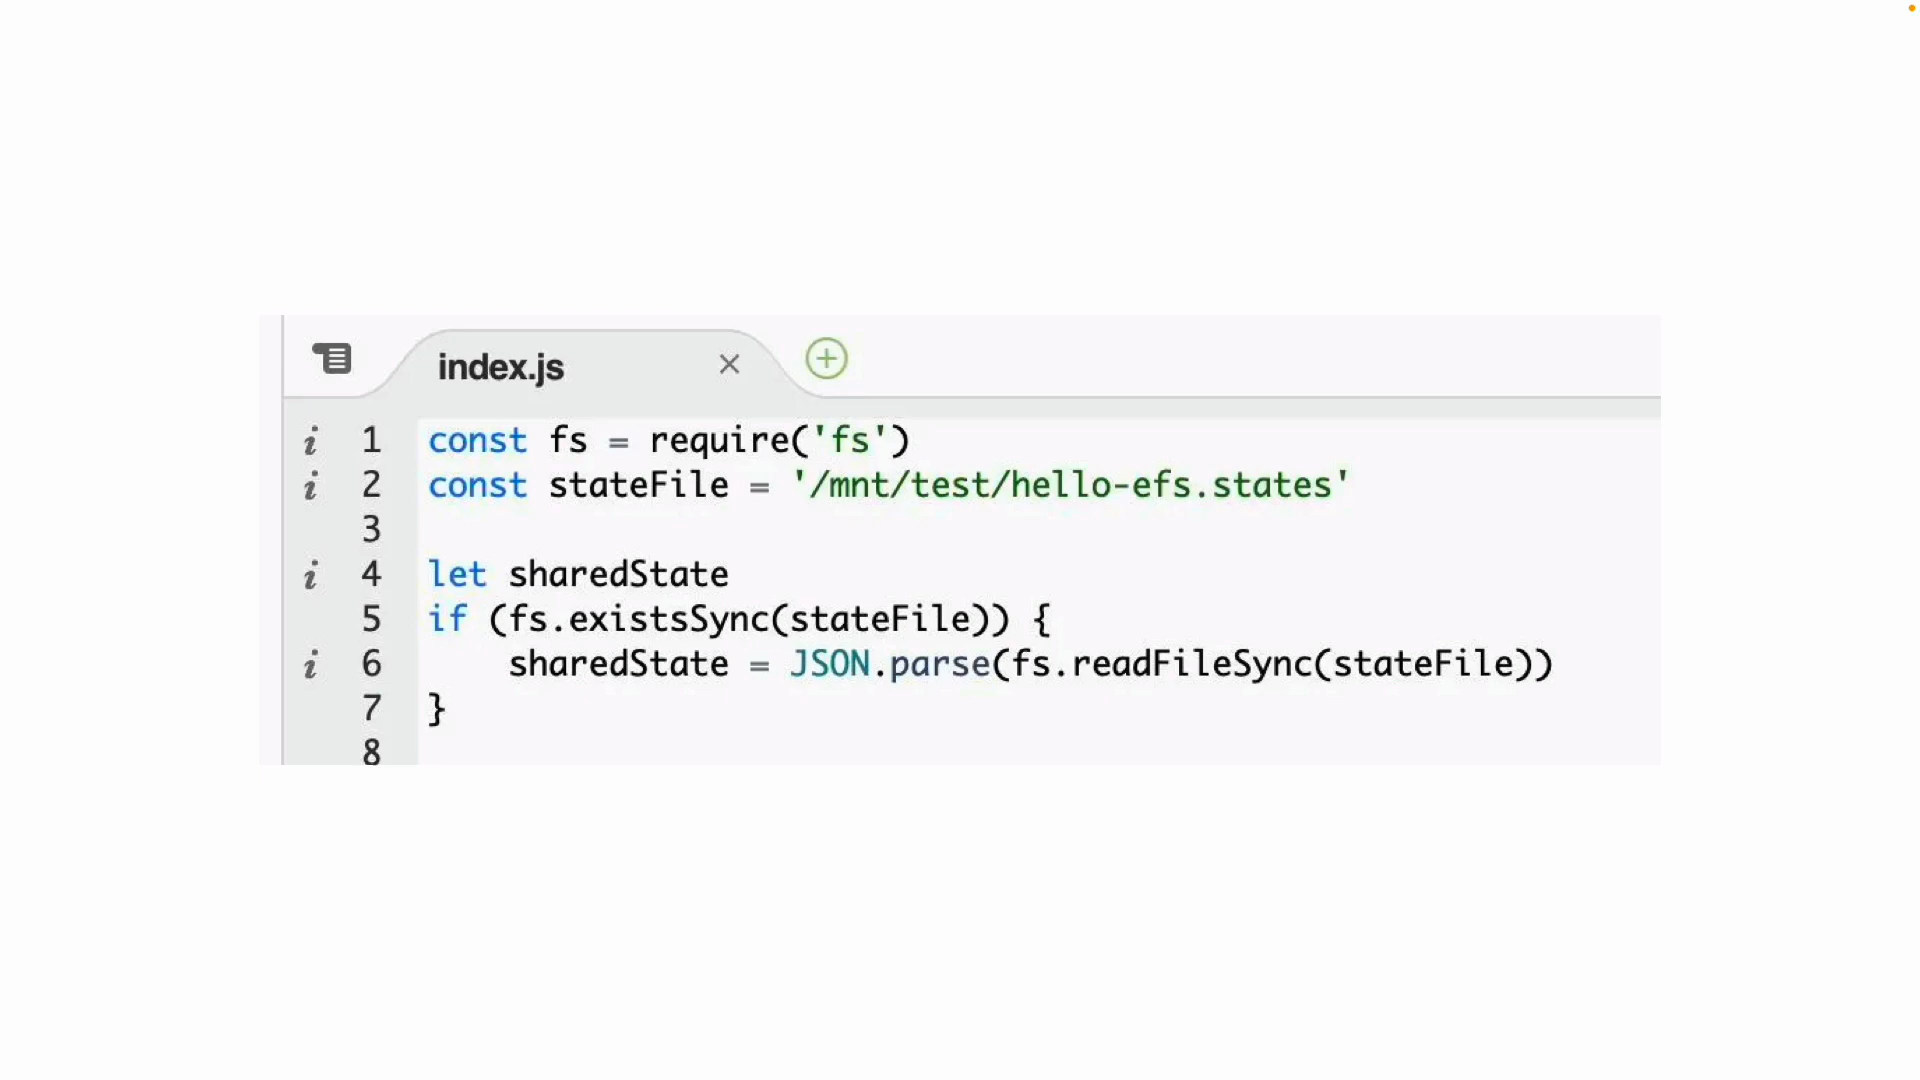 index.js
i 1 const fs = require('fs')
i 2 const stateFile = '/mnt/test/hello-efs.states'
3
i 4 let sharedState
5 if (fs.existsSync(stateFile)) {
i 6     sharedState = JSON.parse(fs.readFileSync(stateFile))
7 }
8